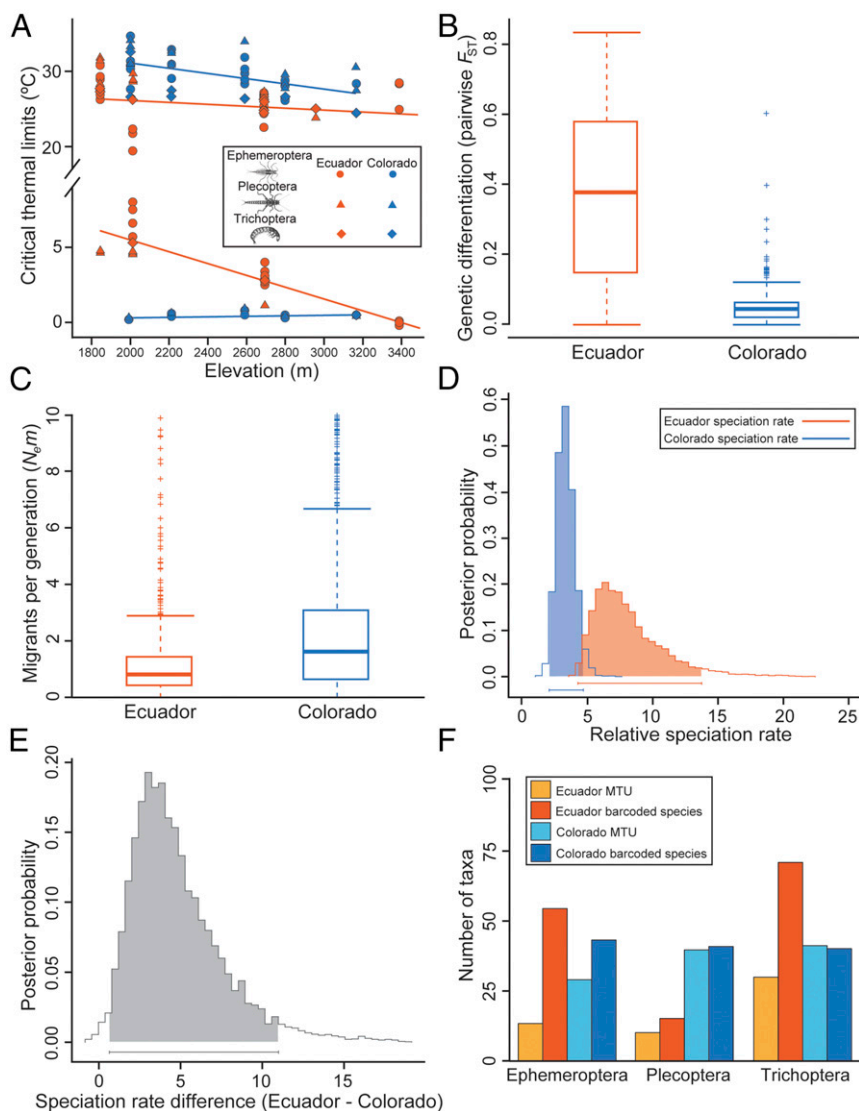 A
Critical thermal limits (ºC)
30
20
5
0
Ephemeroptera
Plecoptera
Trichoptera
Ecuador Colorado
1800 2000 2200 2400 2600 2800 3000 3200 3400
Elevation (m)
B
Genetic differentiation (pairwise FST)
0.8
0.6
0.4
0.2
0.0
Ecuador Colorado
C
Migrants per generation (Nem)
10
8
6
4
2
0
Ecuador Colorado
D
Posterior probability
0.6
0.5
0.4
0.3
0.2
0.1
0.0
Ecuador speciation rate
Colorado speciation rate
0 5 10 15 20 25
Relative speciation rate
E
Posterior probability
0.20
0.15
0.10
0.05
0.00
0 5 10 15
Speciation rate difference (Ecuador - Colorado)
F
Number of taxa
100
75
50
25
0
Ecuador MTU
Ecuador barcoded species
Colorado MTU
Colorado barcoded species
Ephemeroptera Plecoptera Trichoptera